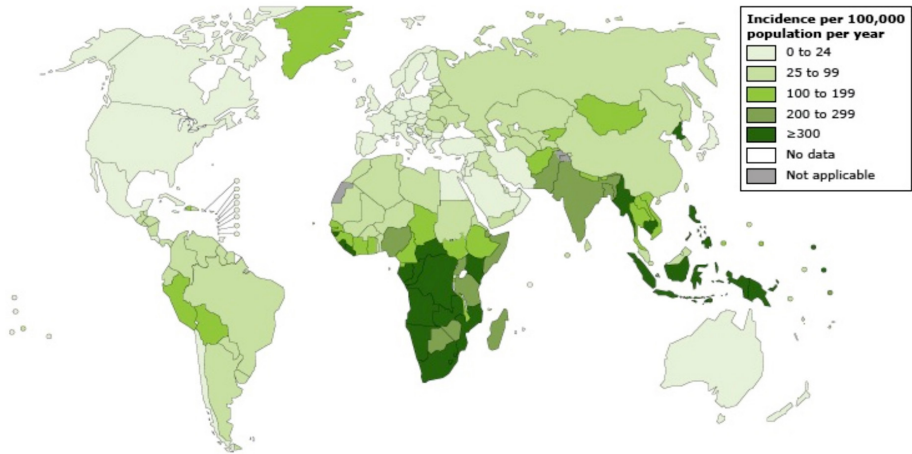 Incidence per 100,000
population per year
0 to 24
25 to 99
100 to 199
200 to 299
≥300
No data
Not applicable